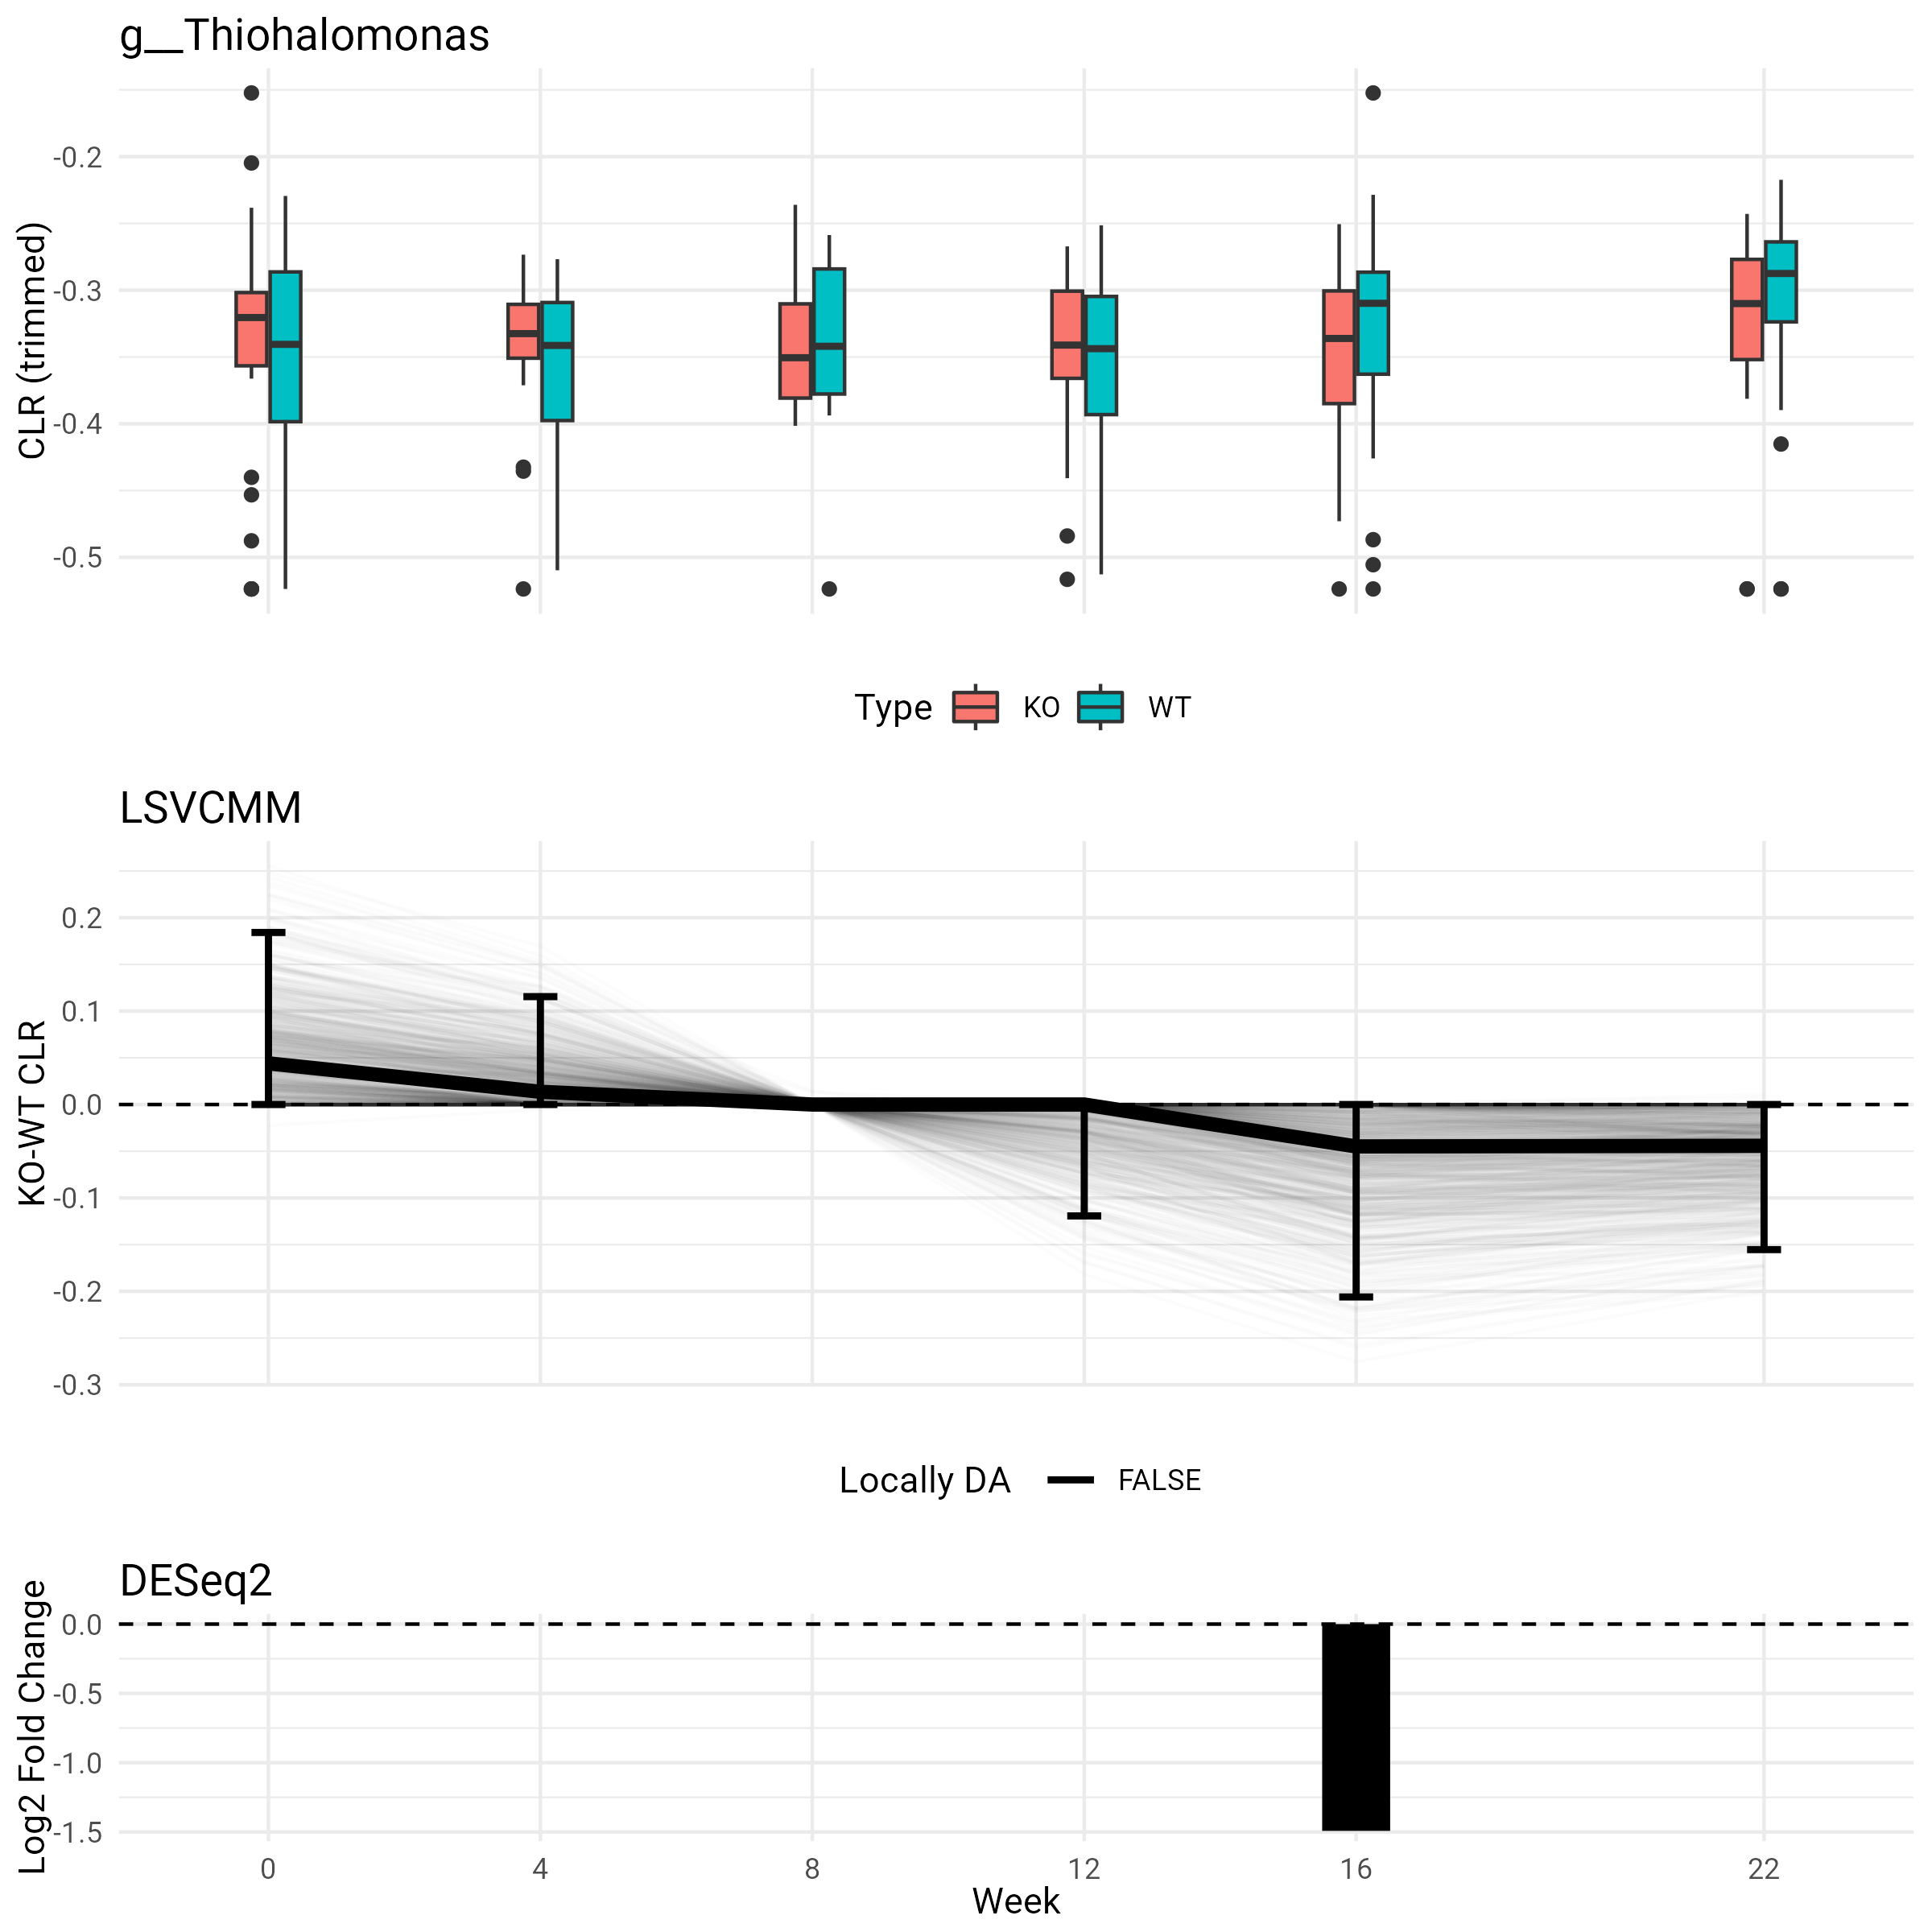 g__Thiohalomonas
CLR (trimmed)
-0.2
-0.3
-0.4
-0.5
Type KO WT
LSVCMM
KO-WT CLR
0.2
0.1
0.0
-0.1
-0.2
-0.3
Locally DA FALSE
DESeq2
Log2 Fold Change
0.0
-0.5
-1.0
-1.5
0 4 8 12 16 22
Week